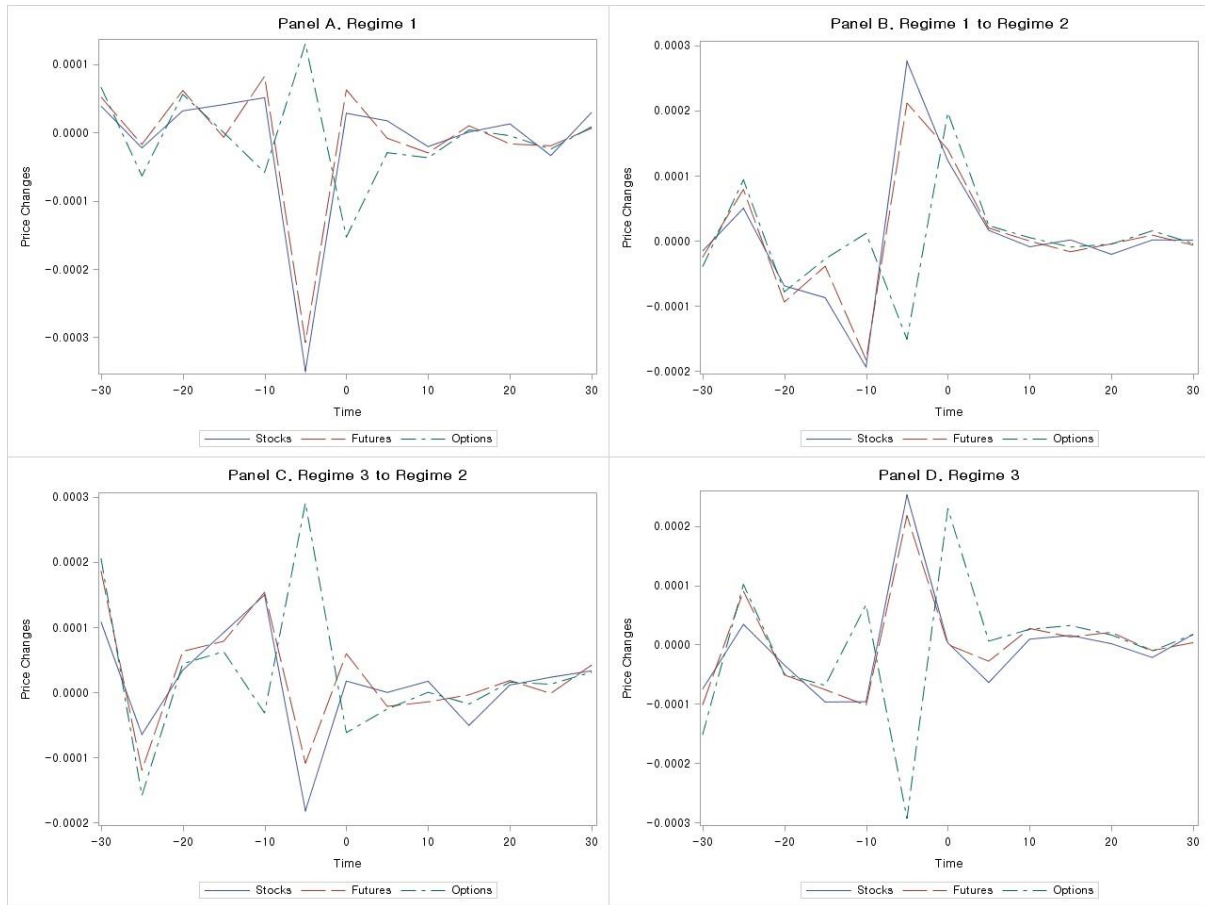 Panel A. Regime 1
Price Changes
0.0001
0.0000
−0.0001
−0.0002
−0.0003
−30 −20 −10 0 10 20 30
Time
Stocks Futures Options
Panel B. Regime 1 to Regime 2
Price Changes
0.0003
0.0002
0.0001
0.0000
−0.0001
−0.0002
−30 −20 −10 0 10 20 30
Time
Stocks Futures Options
Panel C. Regime 3 to Regime 2
Price Changes
0.0003
0.0002
0.0001
0.0000
−0.0001
−0.0002
−30 −20 −10 0 10 20 30
Time
Stocks Futures Options
Panel D. Regime 3
Price Changes
0.0002
0.0001
0.0000
−0.0001
−0.0002
−0.0003
−30 −20 −10 0 10 20 30
Time
Stocks Futures Options